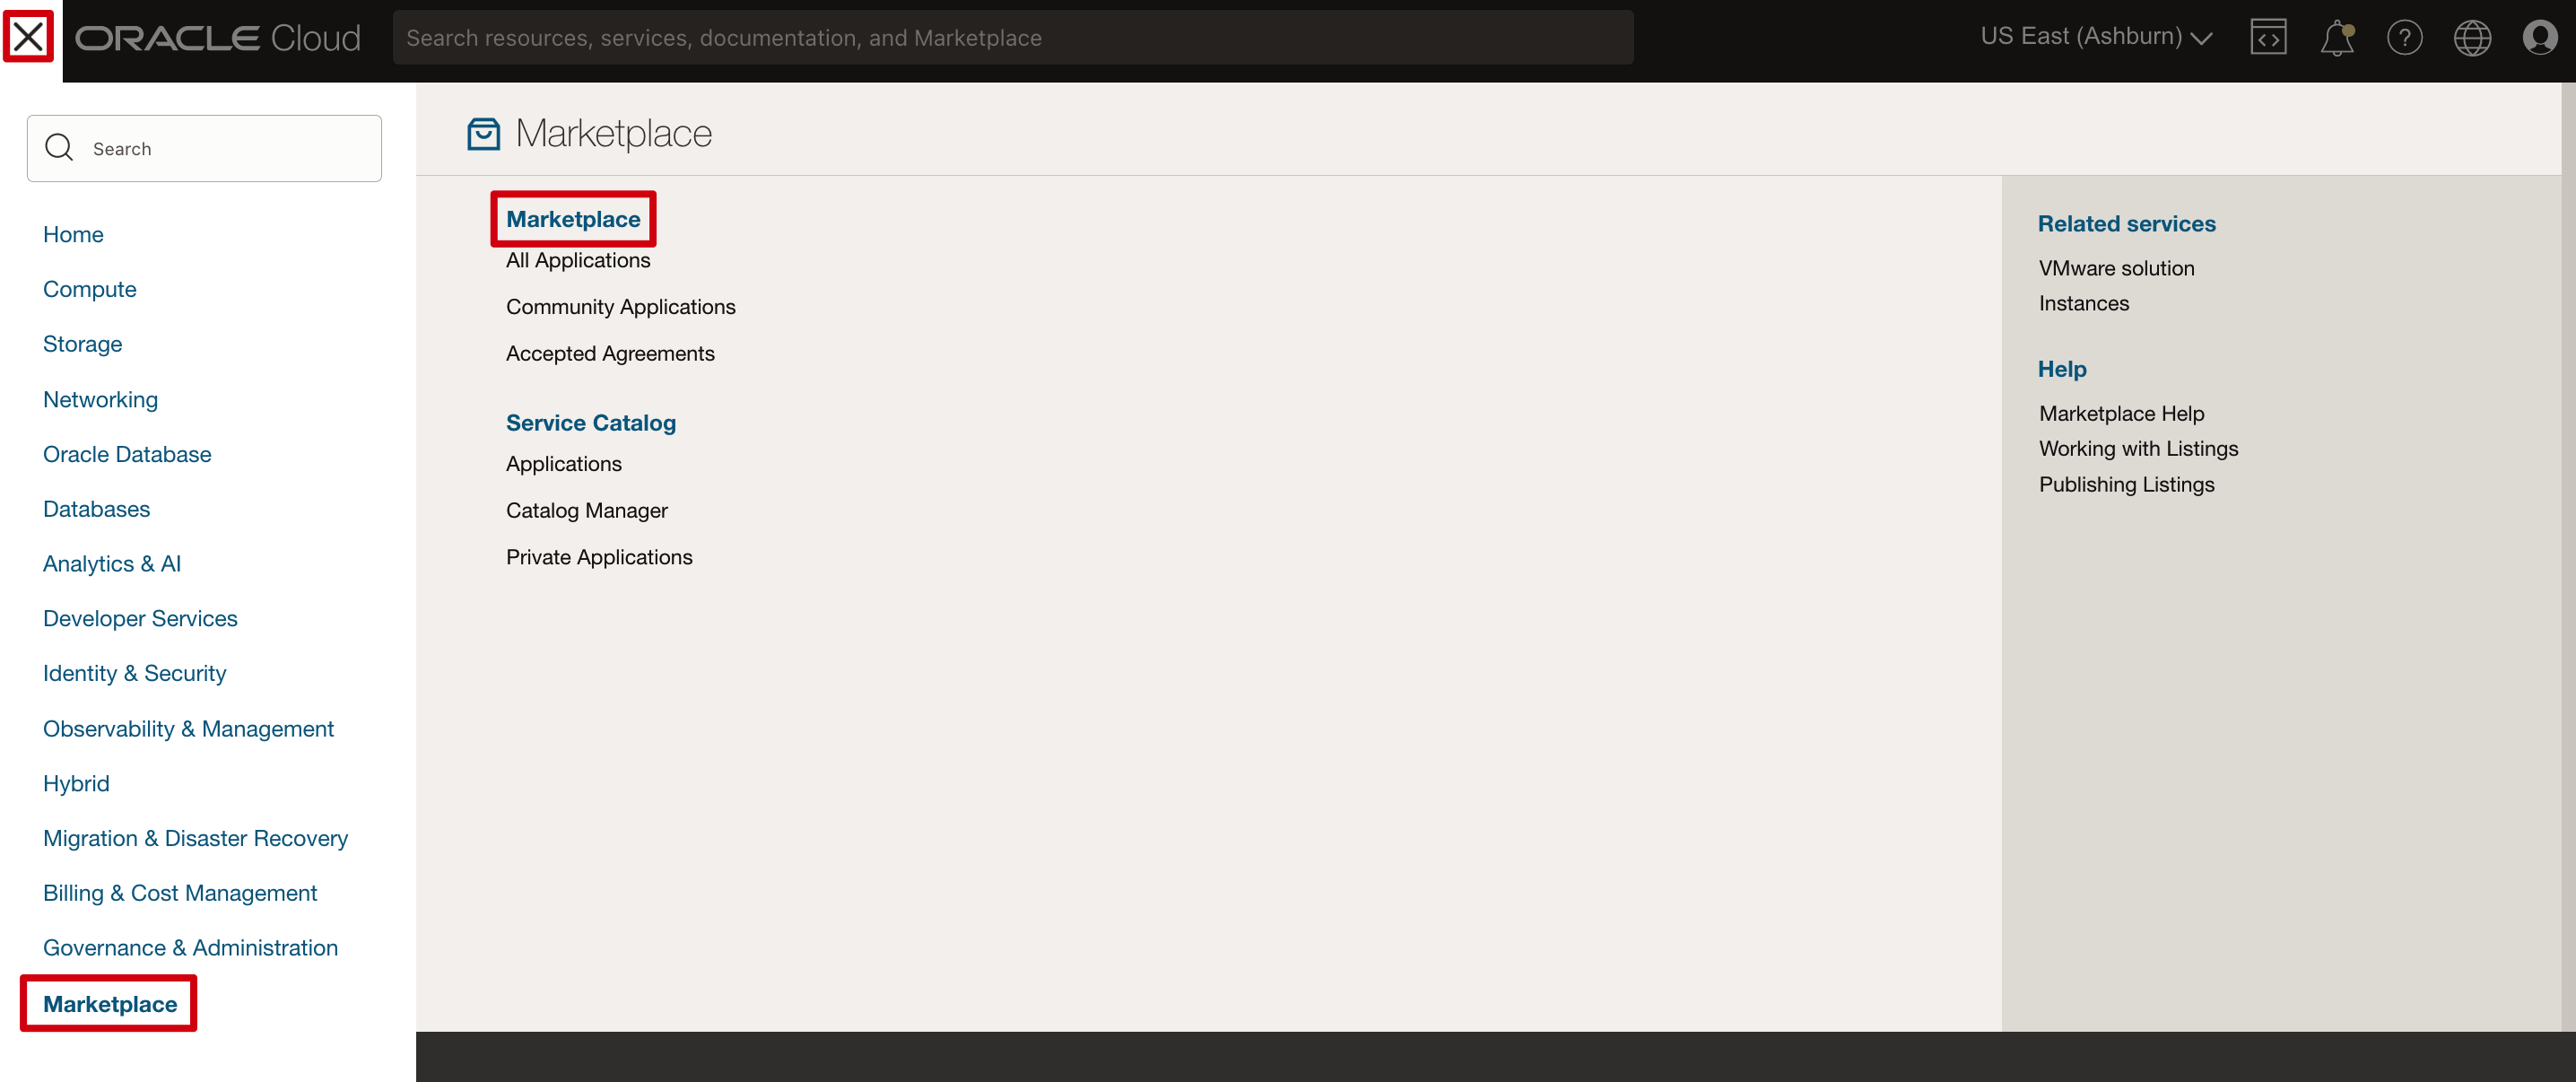 ORACLE Cloud
Search resources, services, documentation, and Marketplace
US East (Ashburn)
Search
Home
Compute
Storage
Networking
Oracle Database
Databases
Analytics & AI
Developer Services
Identity & Security
Observability & Management
Hybrid
Migration & Disaster Recovery
Billing & Cost Management
Governance & Administration
Marketplace
Marketplace
Marketplace
All Applications
Community Applications
Accepted Agreements
Service Catalog
Applications
Catalog Manager
Private Applications
Related services
VMware solution
Instances
Help
Marketplace Help
Working with Listings
Publishing Listings